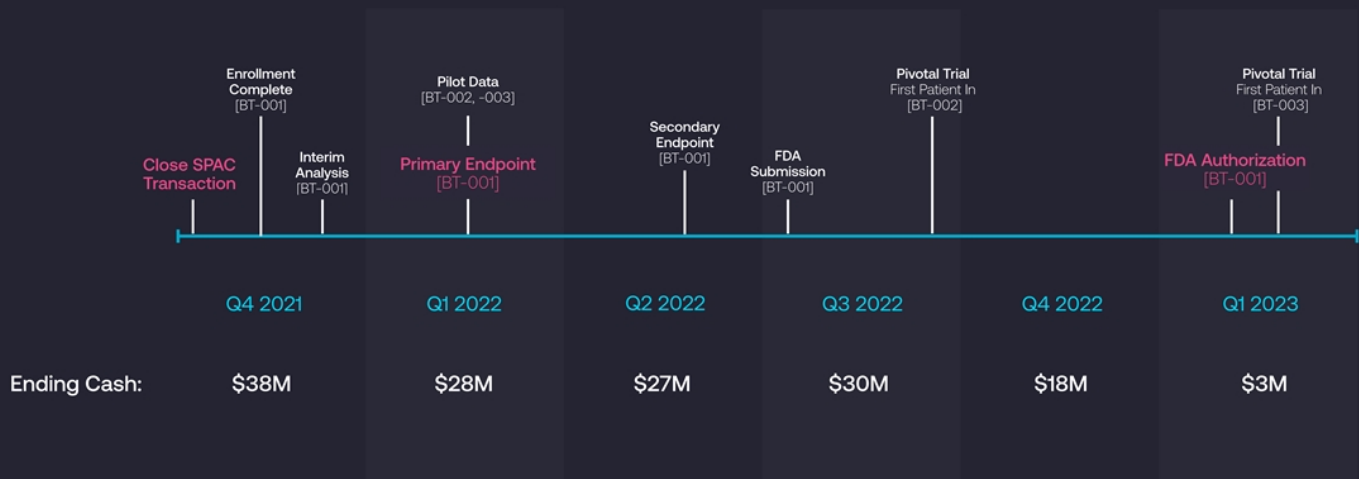 Close SPAC
Transaction
Enrollment
Complete
[BT-001]
Interim
Analysis
[BT-001]
Pilot Data
[BT-002, -003]
Primary Endpoint
[BT-001]
Secondary
Endpoint
[BT-001]
FDA
Submission
[BT-001]
Pivotal Trial
First Patient In
[BT-002]
Pivotal Trial
First Patient In
[BT-003]
FDA Authorization
[BT-001]
Q4 2021
Q1 2022
Q2 2022
Q3 2022
Q4 2022
Q1 2023
Ending Cash: $38M $28M $27M $30M $18M $3M